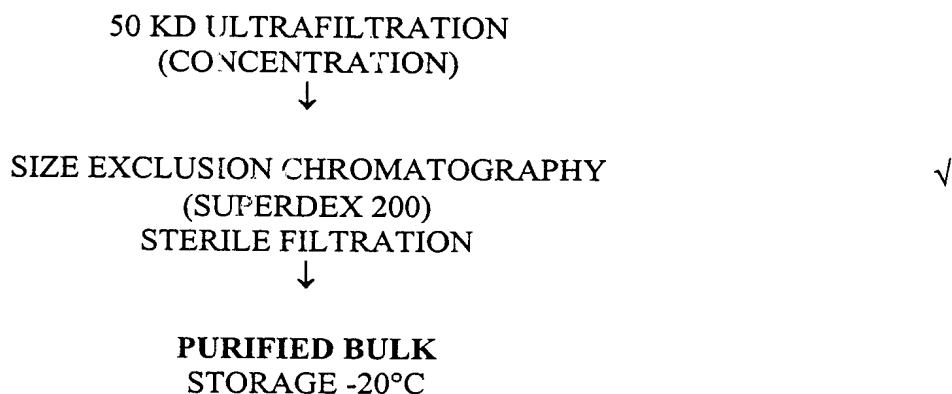 50 KD ULTRAFILTRATION
(CONCENTRATION)
↓
SIZE EXCLUSION CHROMATOGRAPHY √
(SUPERDEX 200)
STERILE FILTRATION
↓
PURIFIED BULK
STORAGE -20°C